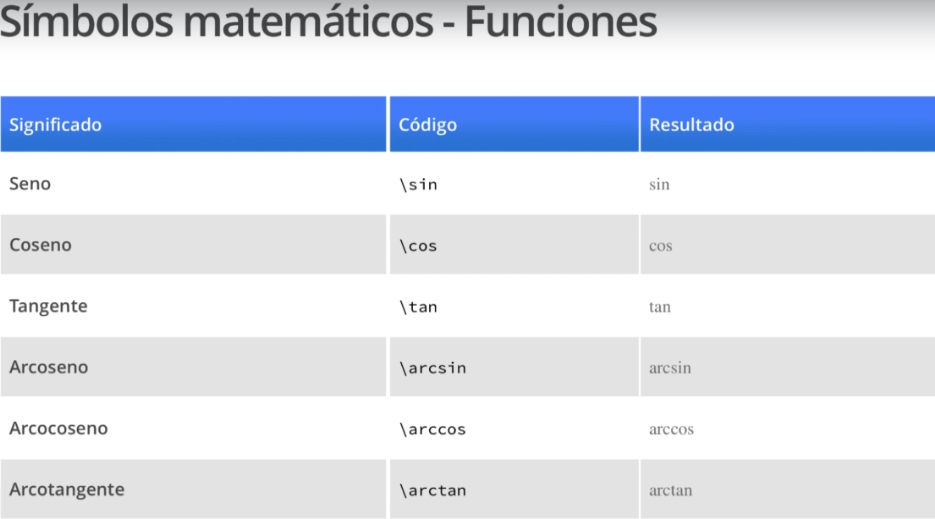 Símbolos matemáticos - Funciones
Significado Código Resultado
Seno \sin sin
Coseno \cos cos
Tangente \tan tan
Arcoseno \arcsin arcsin
Arcocoseno \arccos arccos
Arcotangente \arctan arctan